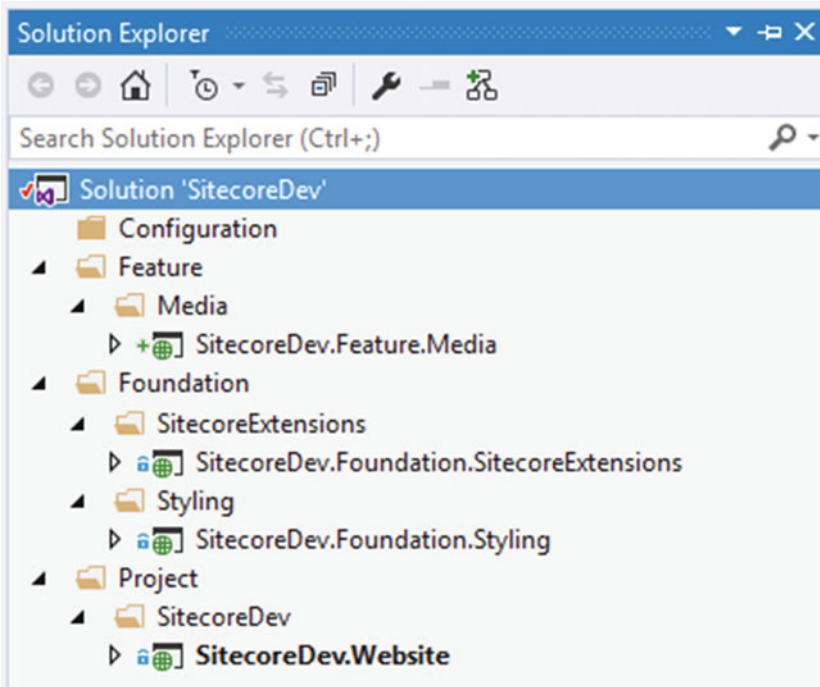 Solution Explorer
Search Solution Explorer (Ctrl+;)
Solution 'SitecoreDev'
Configuration
Feature
Media
SitecoreDev.Feature.Media
Foundation
SitecoreExtensions
SitecoreDev.Foundation.SitecoreExtensions
Styling
SitecoreDev.Foundation.Styling
Project
SitecoreDev
SitecoreDev.Website